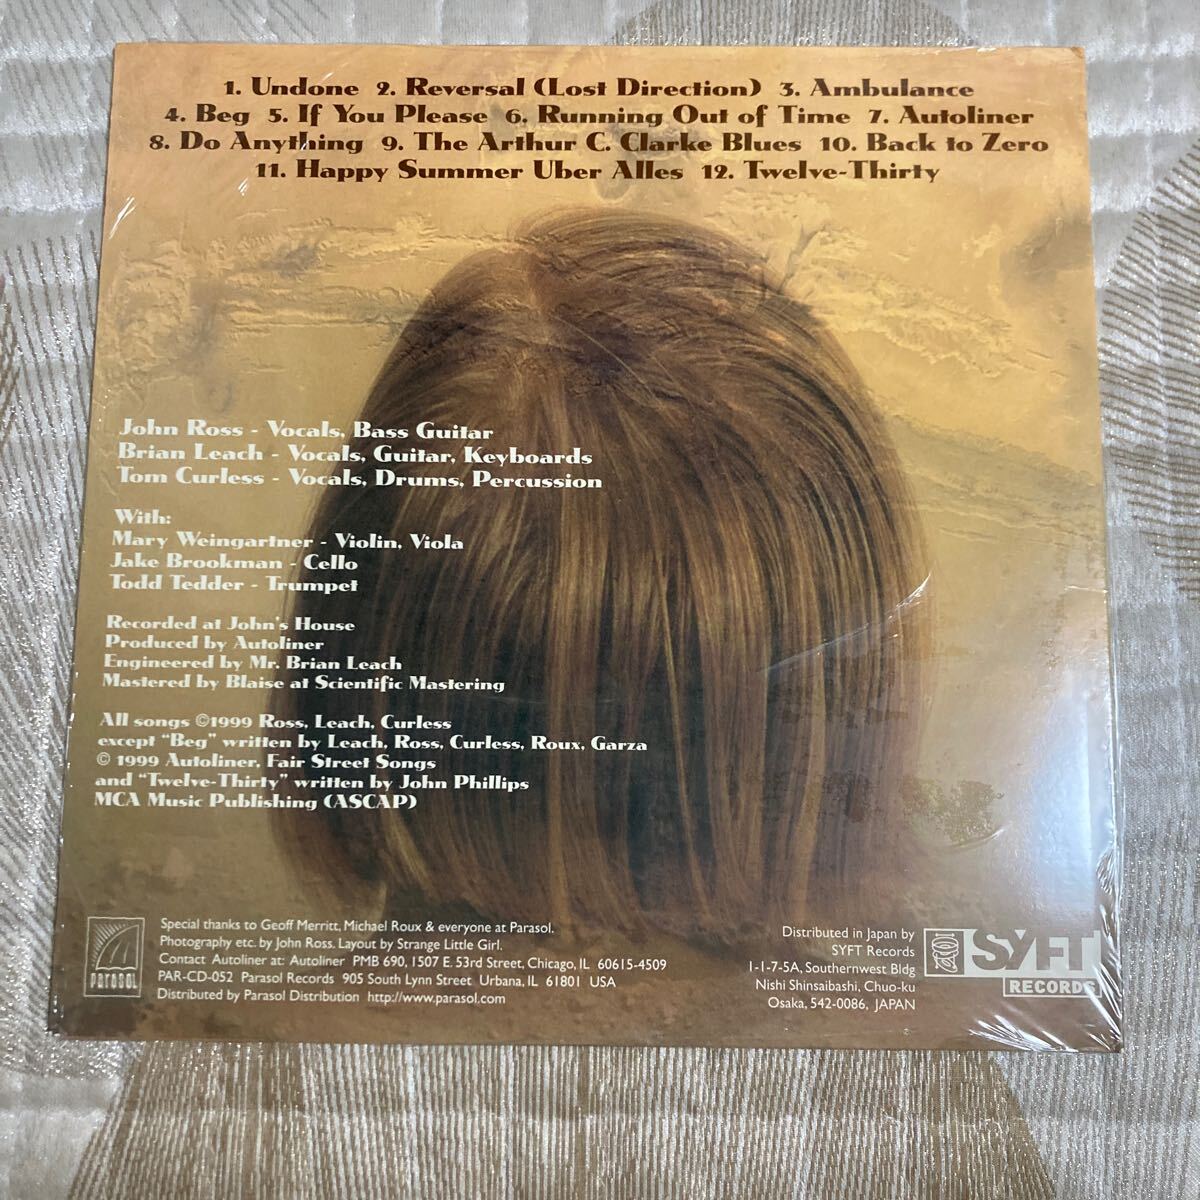 1. Undone 2. Reversal (Lost Direction) 3. Ambulance
4. Beg 5. If You Please 6. Running Out of Time 7. Autoliner
8. Do Anything 9. The Arthur C. Clarke Blues 10. Back to Zero
11. Happy Summer Uber Alles 12. Twelve-Thirty
John Ross - Vocals, Bass Guitar
Brian Leach - Vocals, Guitar, Keyboards
Tom Curless - Vocals, Drums, Percussion
With:
Mary Weingartner - Violin, Viola
Jake Brookman - Cello
Todd Tedder - Trumpet
Recorded at John's House
Produced by Autoliner
Engineered by Mr. Brian Leach
Mastered by Blaise at Scientific Mastering
All songs ©1999 Ross, Leach, Curless
except "Beg" written by Leach, Ross, Curless, Roux, Garza
© 1999 Autoliner, Fair Street Songs
and "Twelve-Thirty" written by John Phillips
MCA Music Publishing (ASCAP)
PARASOL
Special thanks to Geoff Merritt, Michael Roux & everyone at Parasol.
Photography etc. by John Ross. Layout by Strange Little Girl.
Contact Autoliner at: Autoliner PMB 690, 1507 E. 53rd Street, Chicago, IL 60615-4509
PAR-CD-052 Parasol Records 905 South Lynn Street Urbana, IL 61801 USA
Distributed by Parasol Distribution http://www.parasol.com
Distributed in Japan by
SYFT Records
1-1-7-5A, Southernwest Bldg
Nishi Shinsaibashi, Chuo-ku
Osaka, 542-0086, JAPAN
SYFT
RECORDS